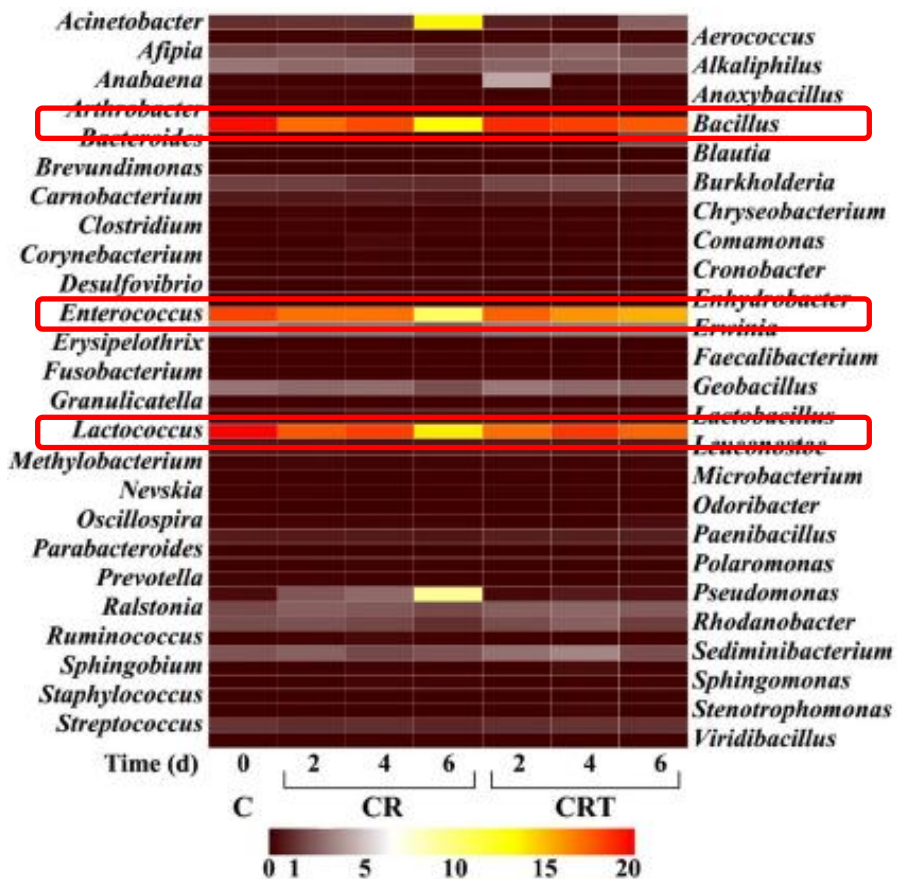 Acinetobacter
Aerococcus
Afipia
Alkaliphilus
Anabaena
Anoxybacillus
Arthrobacter
Bacillus
Bacteroides
Blautia
Brevundimonas
Burkholderia
Carnobacterium
Chryseobacterium
Clostridium
Comamonas
Corynebacterium
Cronobacter
Desulfovibrio
Enhydrobacter
Enterococcus
Erwinia
Erysipelothrix
Faecalibacterium
Fusobacterium
Geobacillus
Granulicatella
Lactobacillus
Lactococcus
Leuconostoc
Methylobacterium
Microbacterium
Nevskia
Odoribacter
Oscillospira
Paenibacillus
Parabacteroides
Polaromonas
Prevotella
Pseudomonas
Ralstonia
Rhodanobacter
Ruminococcus
Sediminibacterium
Sphingobium
Sphingomonas
Staphylococcus
Stenotrophomonas
Streptococcus
Viridibacillus
Time (d) 0 2 4 6 2 4 6
C CR CRT
0 1 5 10 15 20